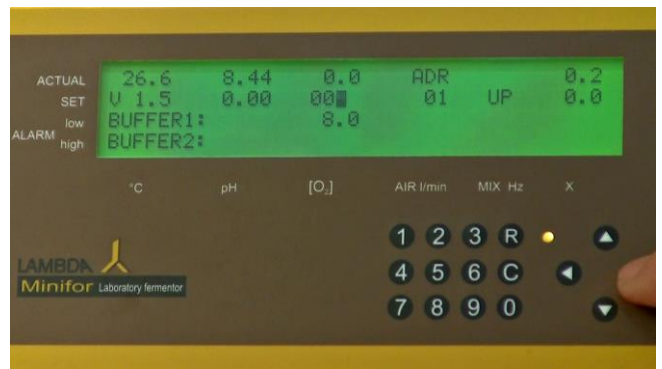 ACTUAL 26.6 8.44 0.0 ADR 0.2
SET V 1.5 0.00 00 01 UP 0.0
ALARM low BUFFER1: 8.0
high BUFFER2:
°C pH [O₂] AIR l/min MIX Hz X
1 2 3 R
4 5 6 C
7 8 9 0
LAMBDA
Minifor Laboratory fermentor